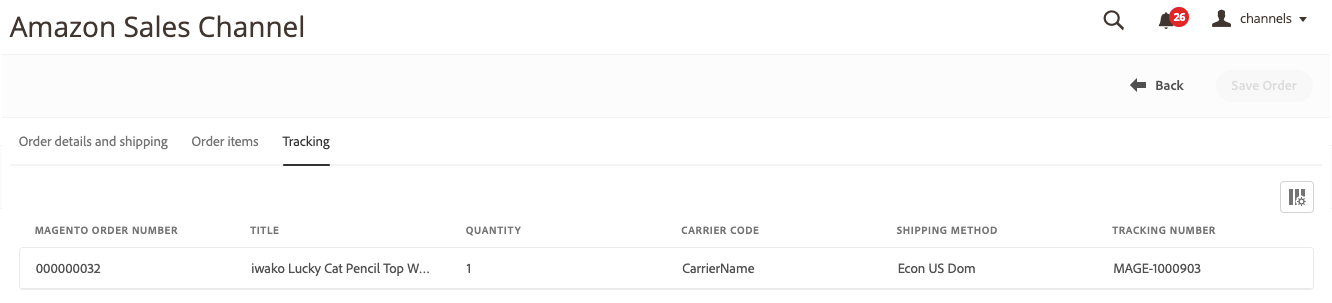 Amazon Sales Channel
26
channels
Back
Save Order
Order details and shipping Order items Tracking
MAGENTO ORDER NUMBER TITLE QUANTITY CARRIER CODE SHIPPING METHOD TRACKING NUMBER
000000032 iwako Lucky Cat Pencil Top W... 1 CarrierName Econ US Dom MAGE-1000903